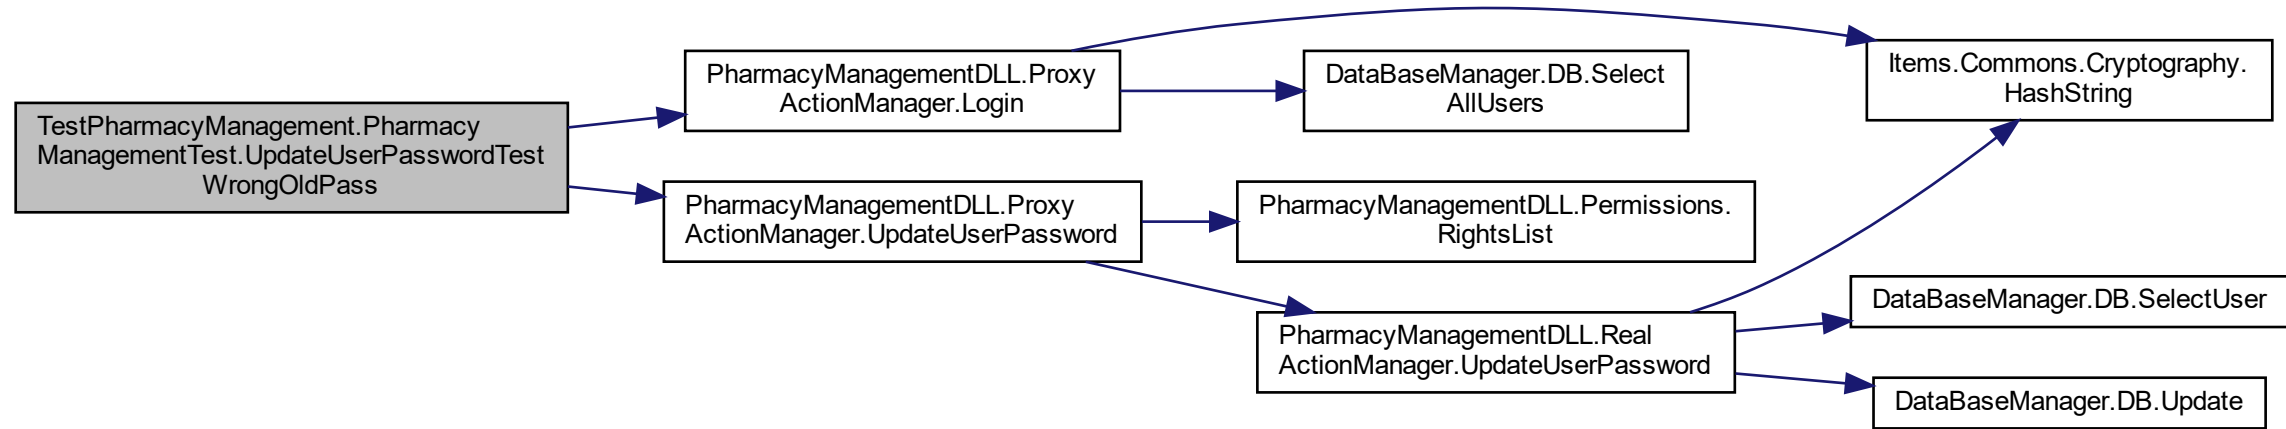 TestPharmacyManagement.Pharmacy
ManagementTest.UpdateUserPasswordTest
WrongOldPass
PharmacyManagementDLL.Proxy
ActionManager.Login
DataBaseManager.DB.Select
AllUsers
Items.Commons.Cryptography.
HashString
PharmacyManagementDLL.Proxy
ActionManager.UpdateUserPassword
PharmacyManagementDLL.Permissions.
RightsList
PharmacyManagementDLL.Real
ActionManager.UpdateUserPassword
DataBaseManager.DB.SelectUser
DataBaseManager.DB.Update